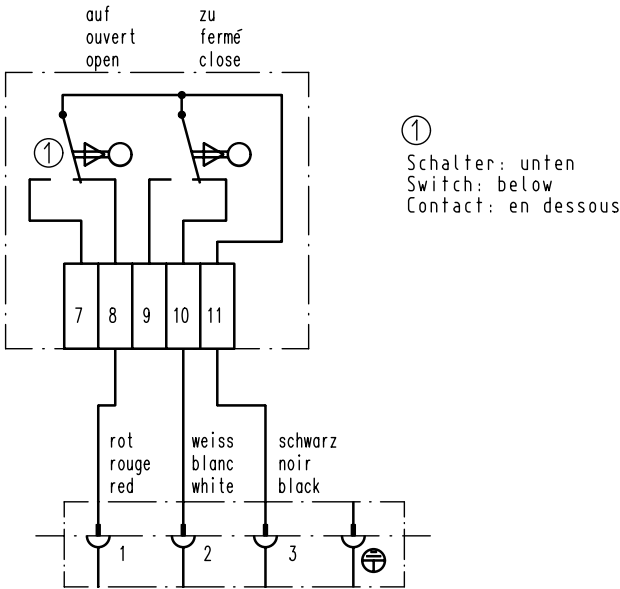 auf
ouvert
open
zu
fermé
close
1
1
Schalter: unten
Switch: below
Contact: en dessous
7 8 9 10 11
rot
rouge
red
weiss
blanc
white
schwarz
noir
black
1 2 3